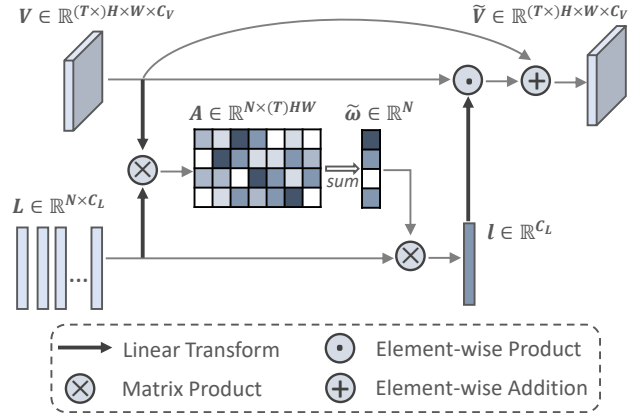 V ∈ ℝ^{(T×)H×W×C_V}
Ṽ ∈ ℝ^{(T×)H×W×C_V}
A ∈ ℝ^{N×(T)HW}
ω̃ ∈ ℝ^N
sum
L ∈ ℝ^{N×C_L}
...
l ∈ ℝ^{C_L}
Linear Transform
Element-wise Product
Matrix Product
Element-wise Addition